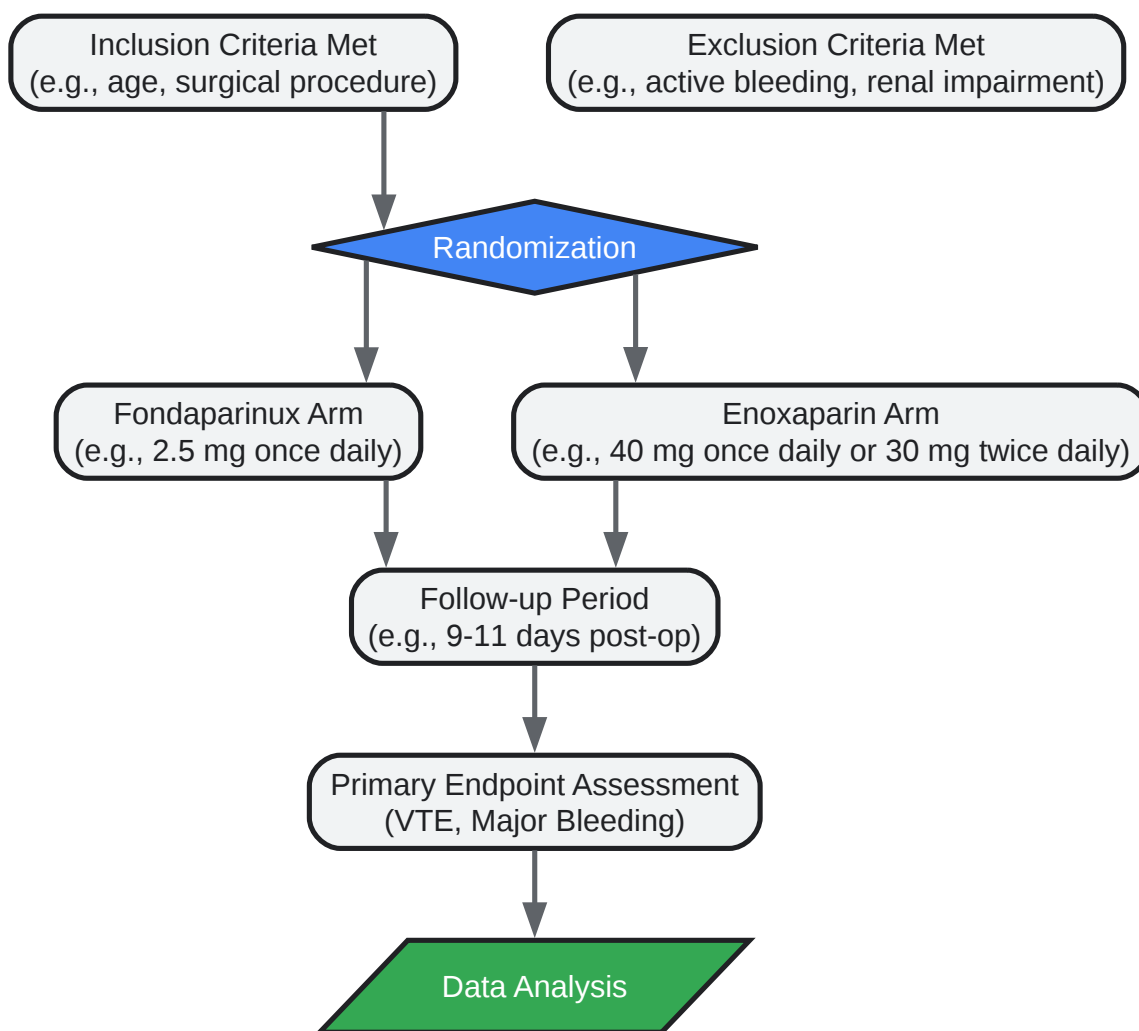 Inclusion Criteria Met
(e.g., age, surgical procedure)
Exclusion Criteria Met
(e.g., active bleeding, renal impairment)
Randomization
Fondaparinux Arm
(e.g., 2.5 mg once daily)
Enoxaparin Arm
(e.g., 40 mg once daily or 30 mg twice daily)
Follow-up Period
(e.g., 9-11 days post-op)
Primary Endpoint Assessment
(VTE, Major Bleeding)
Data Analysis